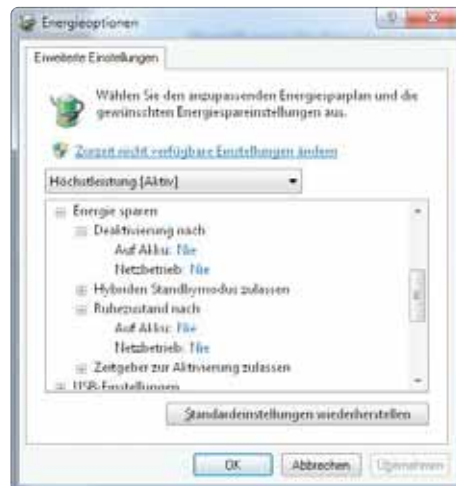 Energieoptionen
Erweiterte Einstellungen
Wählen Sie den anzupassenden Energiesparplan und die
gewünschten Energiespareinstellungen aus.
Zurzeit nicht verfügbare Einstellungen ändern
Höchstleistung [Aktiv]
Energie sparen
Deaktivierung nach
Auf Akku: Nie
Netzbetrieb: Nie
Hybriden Standbymodus zulassen
Ruhezustand nach
Auf Akku: Nie
Netzbetrieb: Nie
Zeitgeber zur Aktivierung zulassen
USB-Einstellungen
Standardeinstellungen wiederherstellen
OK
Abbrechen
Übernehmen